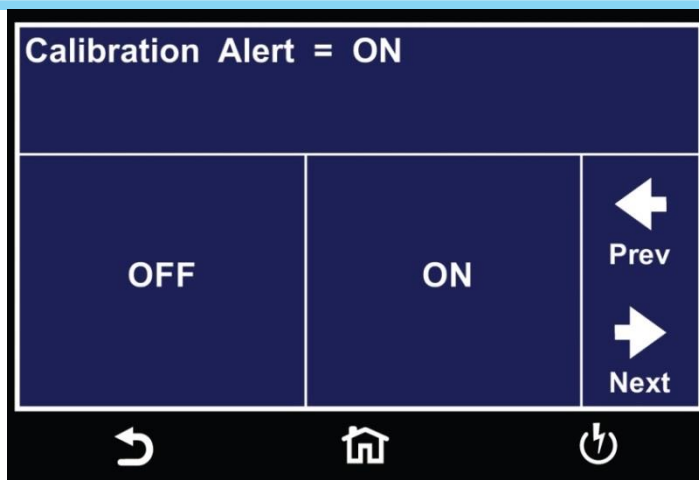 Calibration Alert = ON
OFF
ON
Prev
Next